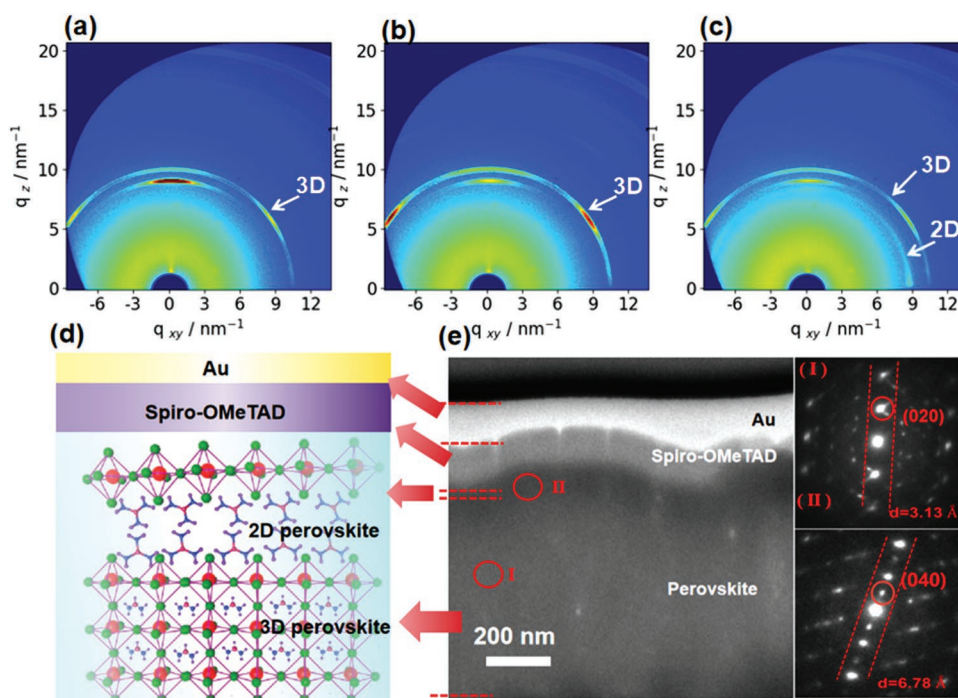 (a)
(b)
(c)
20
15
10
5
0
q z / nm⁻¹
-6 -3 0 3 6 9 12
q xy / nm⁻¹
3D
20
15
10
5
0
q z / nm⁻¹
-6 -3 0 3 6 9 12
q xy / nm⁻¹
3D
20
15
10
5
0
q z / nm⁻¹
-6 -3 0 3 6 9 12
q xy / nm⁻¹
3D
2D
(d)
Au
Spiro-OMeTAD
2D perovskite
3D perovskite
(e)
Au
Spiro-OMeTAD
II
I
Perovskite
200 nm
(I)
(020)
d=3.13 Å
(II)
(040)
d=6.78 Å